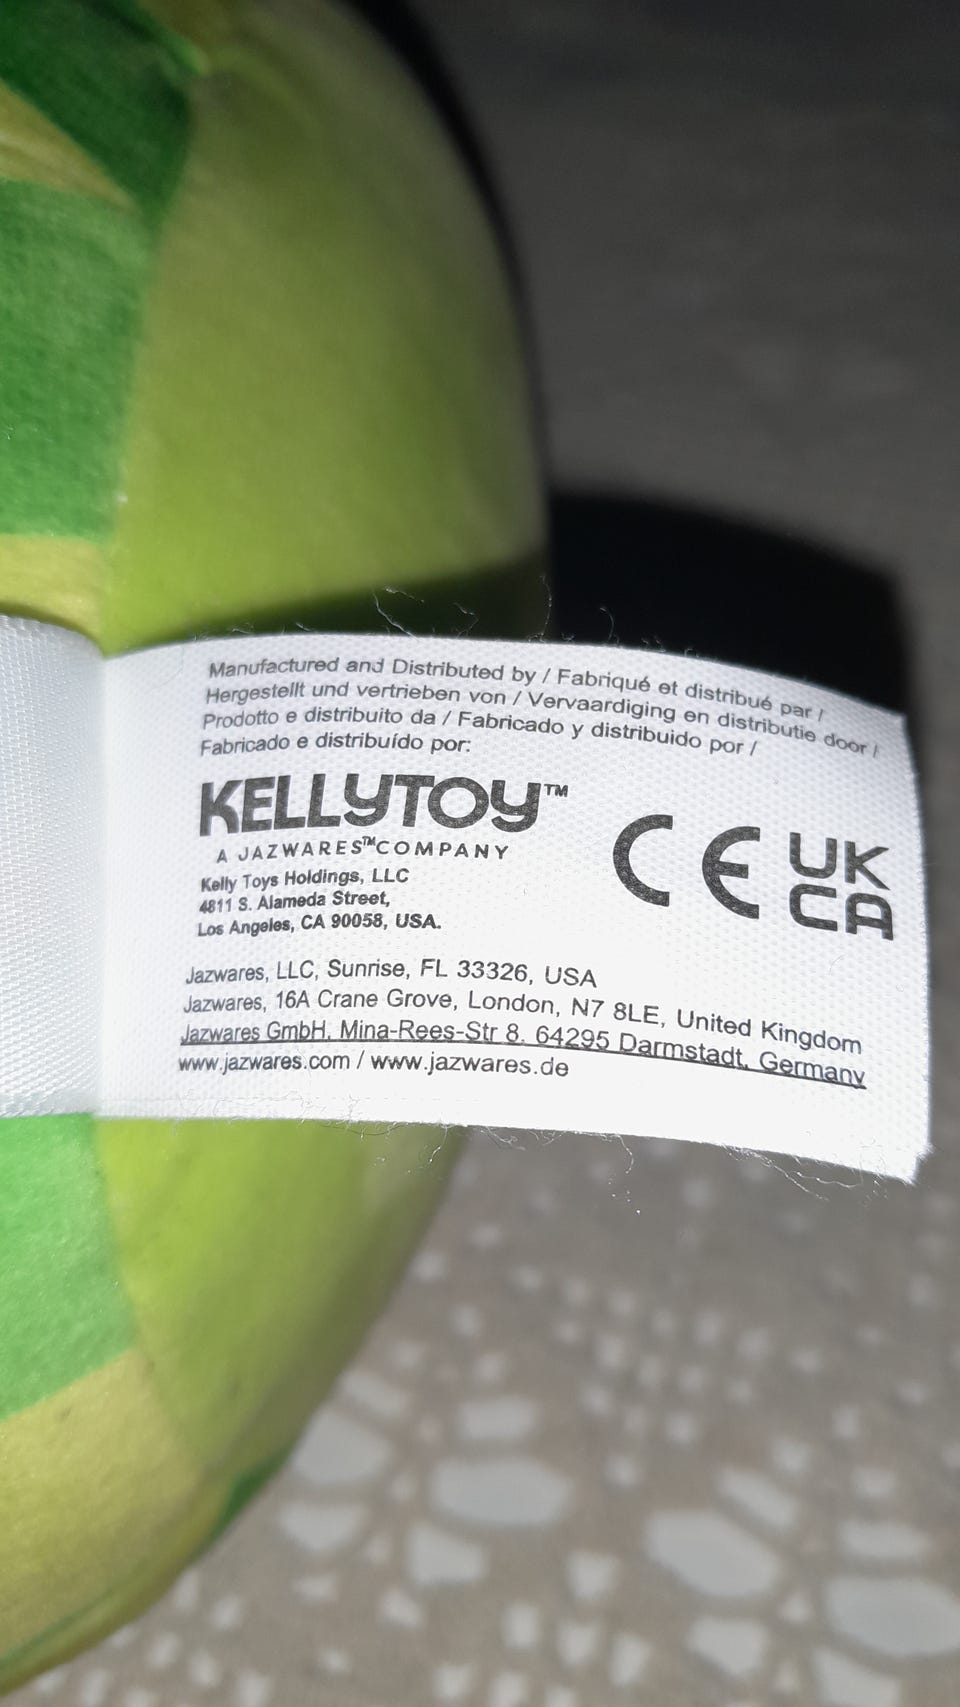 Manufactured and Distributed by / Fabriqué et distribué par /
Hergestellt und vertrieben von / Vervaardiging en distributie door /
Prodotto e distribuito da / Fabricado y distribuido por /
Fabricado e distribuído por:
KELLYTOY™
A JAZWARES™ COMPANY
Kelly Toys Holdings, LLC
4811 S. Alameda Street,
Los Angeles, CA 90058, USA.
CE UK
CA
Jazwares, LLC, Sunrise, FL 33326, USA
Jazwares, 16A Crane Grove, London, N7 8LE, United Kingdom
Jazwares GmbH, Mina-Rees-Str 8, 64295 Darmstadt, Germany
www.jazwares.com / www.jazwares.de